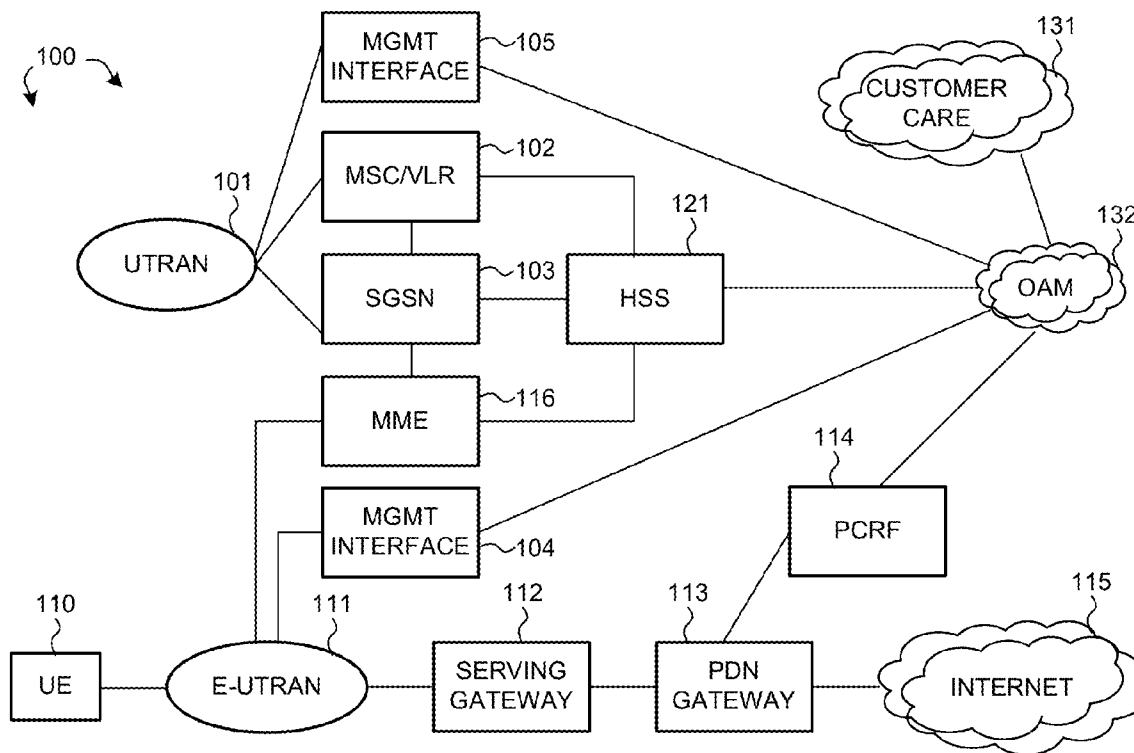 100
MGMT
INTERFACE
105
131
CUSTOMER
CARE
MSC/VLR
102
101
121
132
UTRAN
SGSN
103
HSS
OAM
MME
116
114
MGMT
INTERFACE
104
PCRF
110
111
112
113
115
UE
E-UTRAN
SERVING
GATEWAY
PDN
GATEWAY
INTERNET